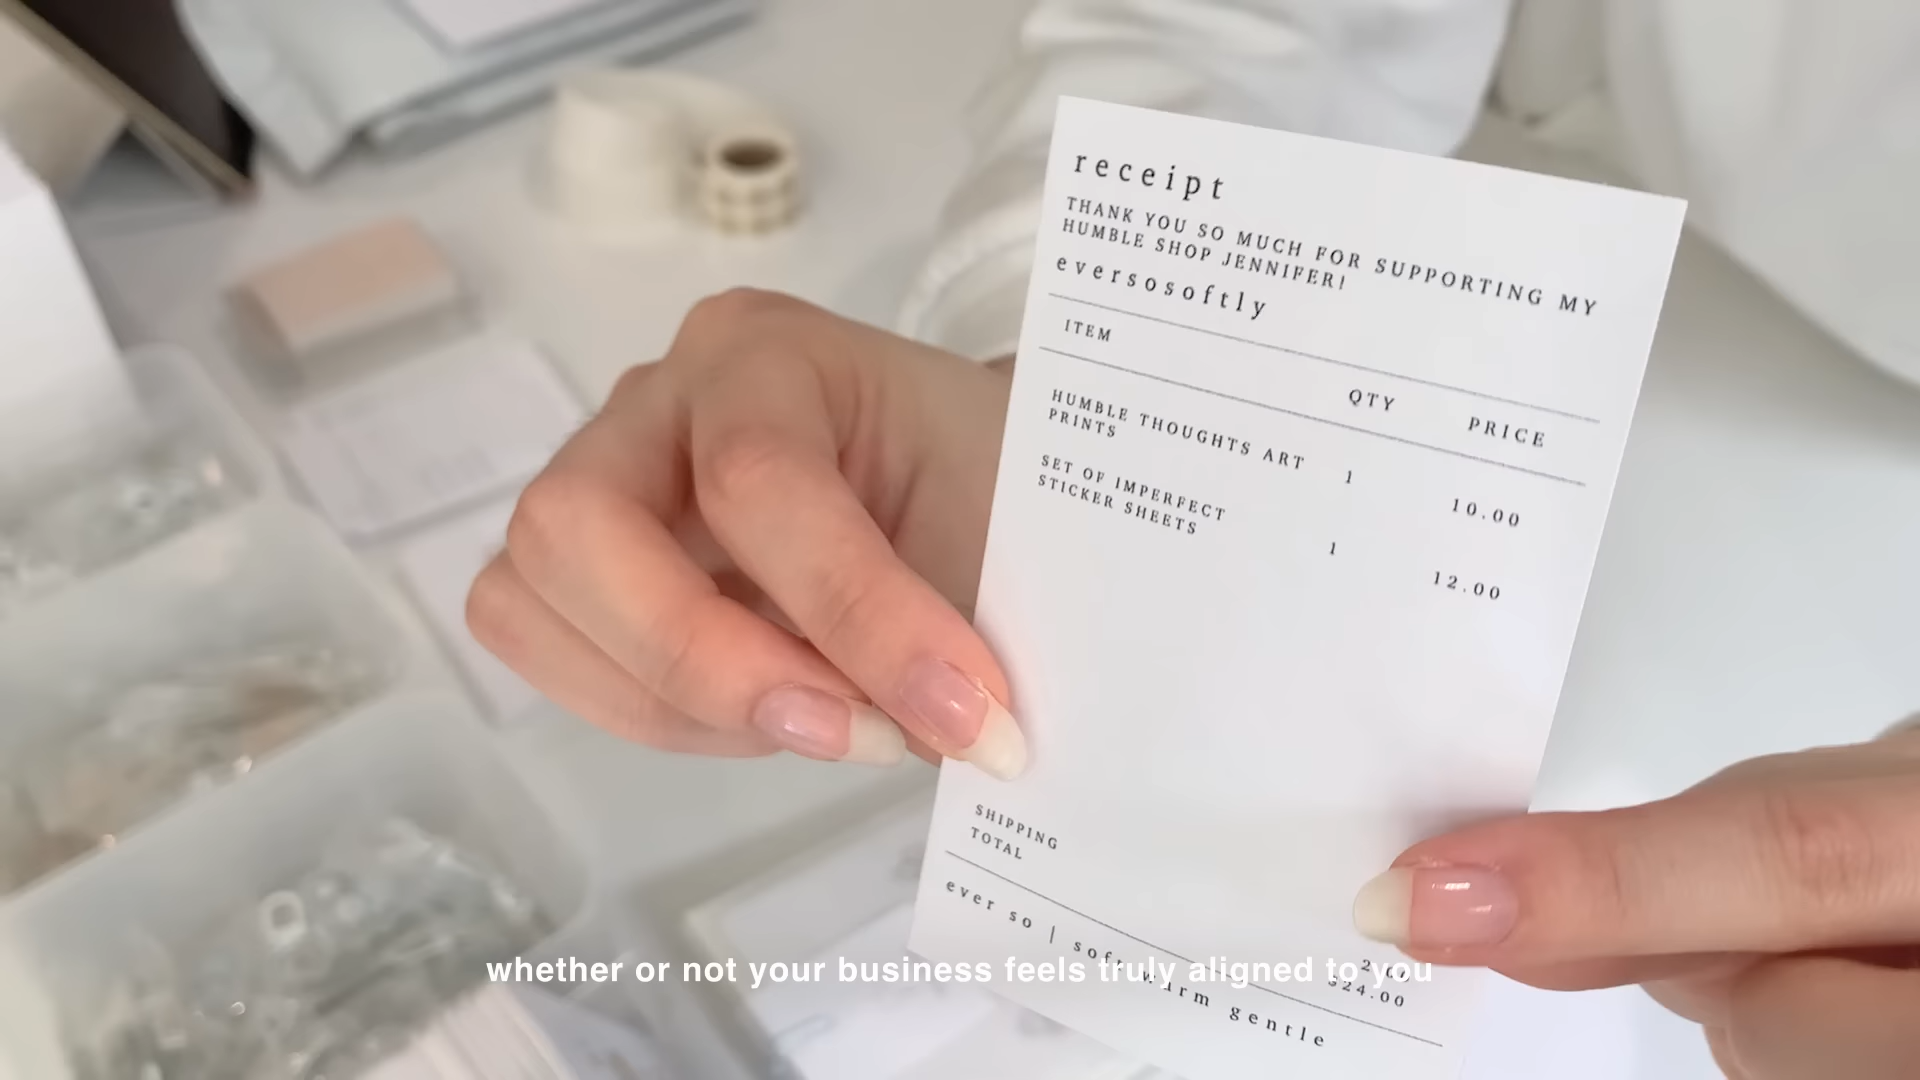 receipt
THANK YOU SO MUCH FOR SUPPORTING MY
HUMBLE SHOP JENNIFER!
eversosoftly
ITEM QTY PRICE
HUMBLE THOUGHTS ART
PRINTS 1 10.00
SET OF IMPERFECT
STICKER SHEETS 1 12.00
SHIPPING
TOTAL $24.00
ever so | soft warm gentle
whether or not your business feels truly aligned to you